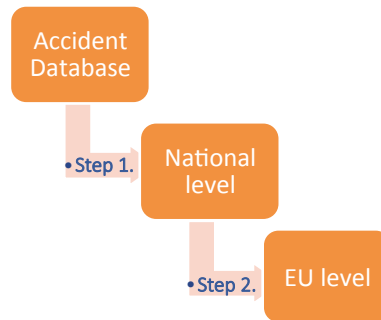 Accident
Database
• Step 1.
National
level
• Step 2.
EU level